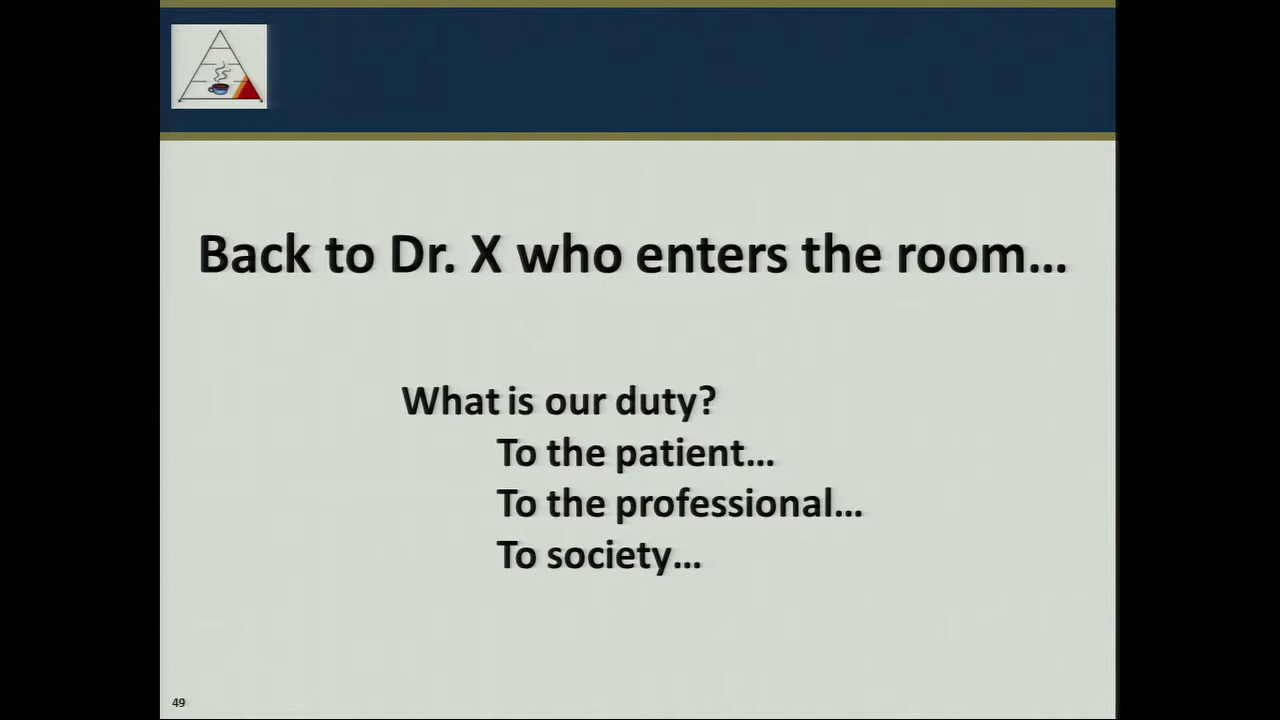 Back to Dr. X who enters the room…
What is our duty?
To the patient…
To the professional…
To society…
49